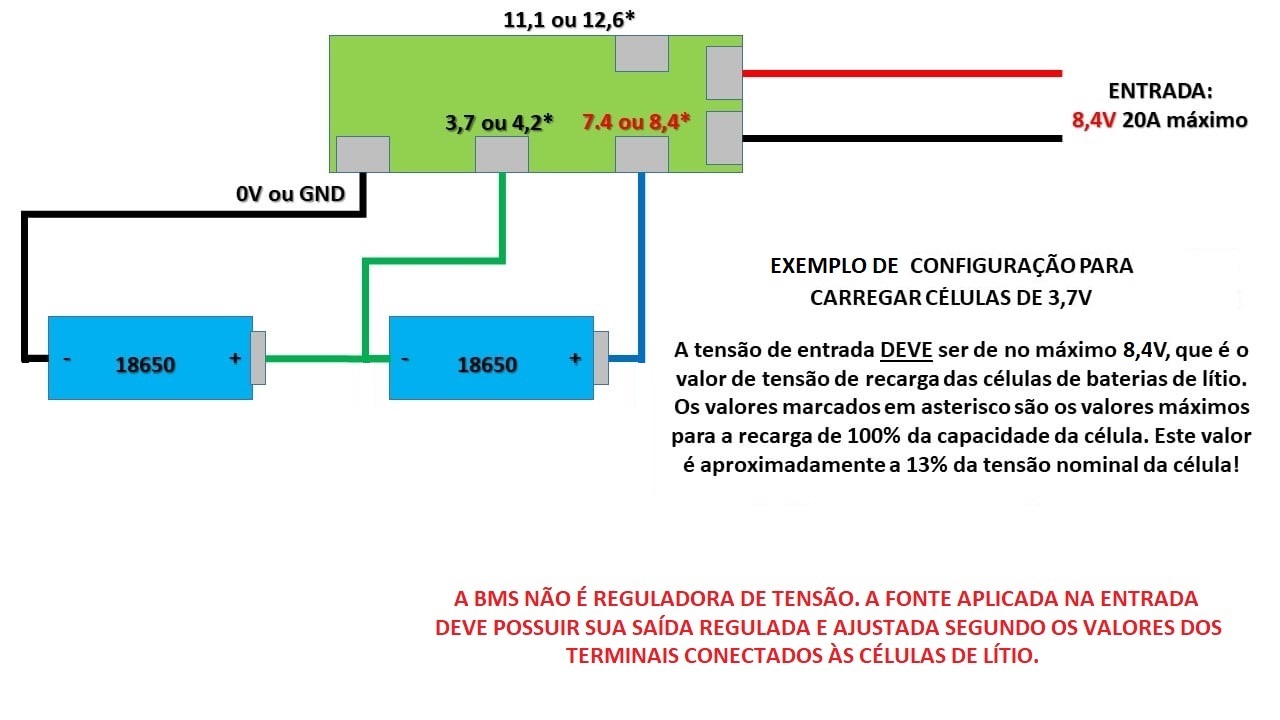 11,1 ou 12,6*
ENTRADA:
8,4V 20A máximo
3,7 ou 4,2*
7.4 ou 8,4*
0V ou GND
EXEMPLO DE CONFIGURAÇÃO PARA
CARREGAR CÉLULAS DE 3,7V
- 18650 +
- 18650 +
A tensão de entrada DEVE ser de no máximo 8,4V, que é o
valor de tensão de recarga das células de baterias de lítio.
Os valores marcados em asterisco são os valores máximos
para a recarga de 100% da capacidade da célula. Este valor
é aproximadamente a 13% da tensão nominal da célula!
A BMS NÃO É REGULADORA DE TENSÃO. A FONTE APLICADA NA ENTRADA
DEVE POSSUIR SUA SAÍDA REGULADA E AJUSTADA SEGUNDO OS VALORES DOS
TERMINAIS CONECTADOS ÀS CÉLULAS DE LÍTIO.